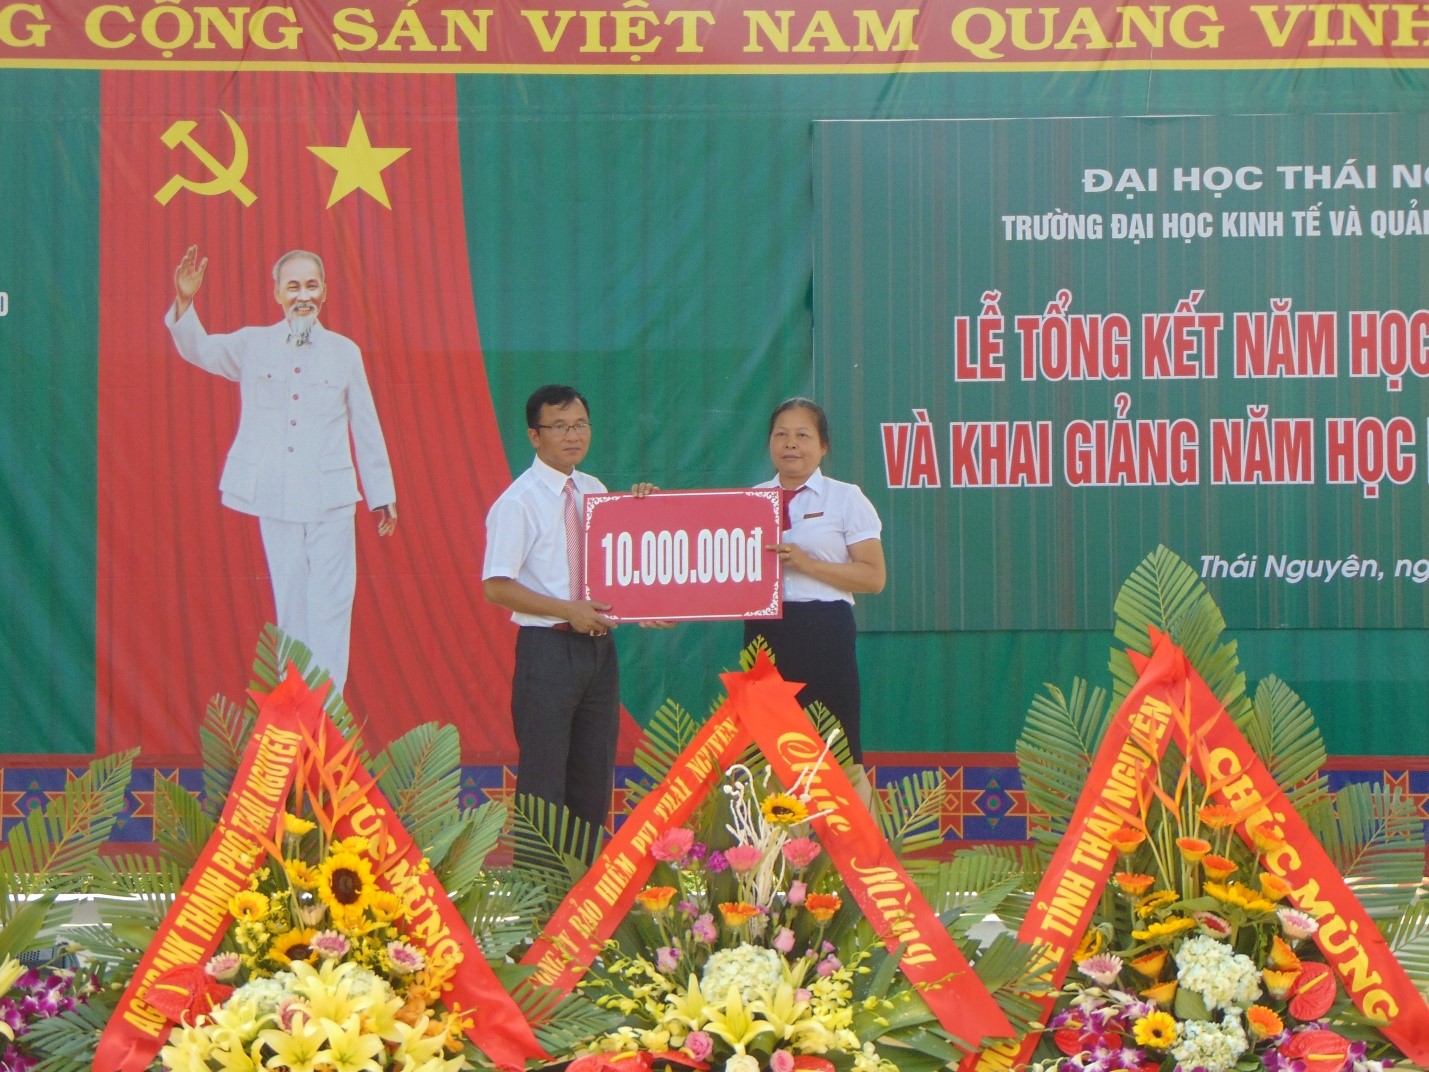 G CỘNG SẢN VIỆT NAM QUANG VINH
ĐẠI HỌC THÁI
TRƯỜNG ĐẠI HỌC KINH TẾ VÀ QUẢ
LỄ TỔNG KẾT NĂM HỌC
VÀ KHAI GIẢNG NĂM HỌC
Thái Nguyên, ng
10.000.000đ
AGRIBANK THÀNH PHỐ THÁI NGUYÊN
CHÚC MỪNG
BẢO HIỂM PVI THÁI NGUYÊN
Chúc Mừng
TỈNH THÁI NGUYÊN
CHÚC MỪNG